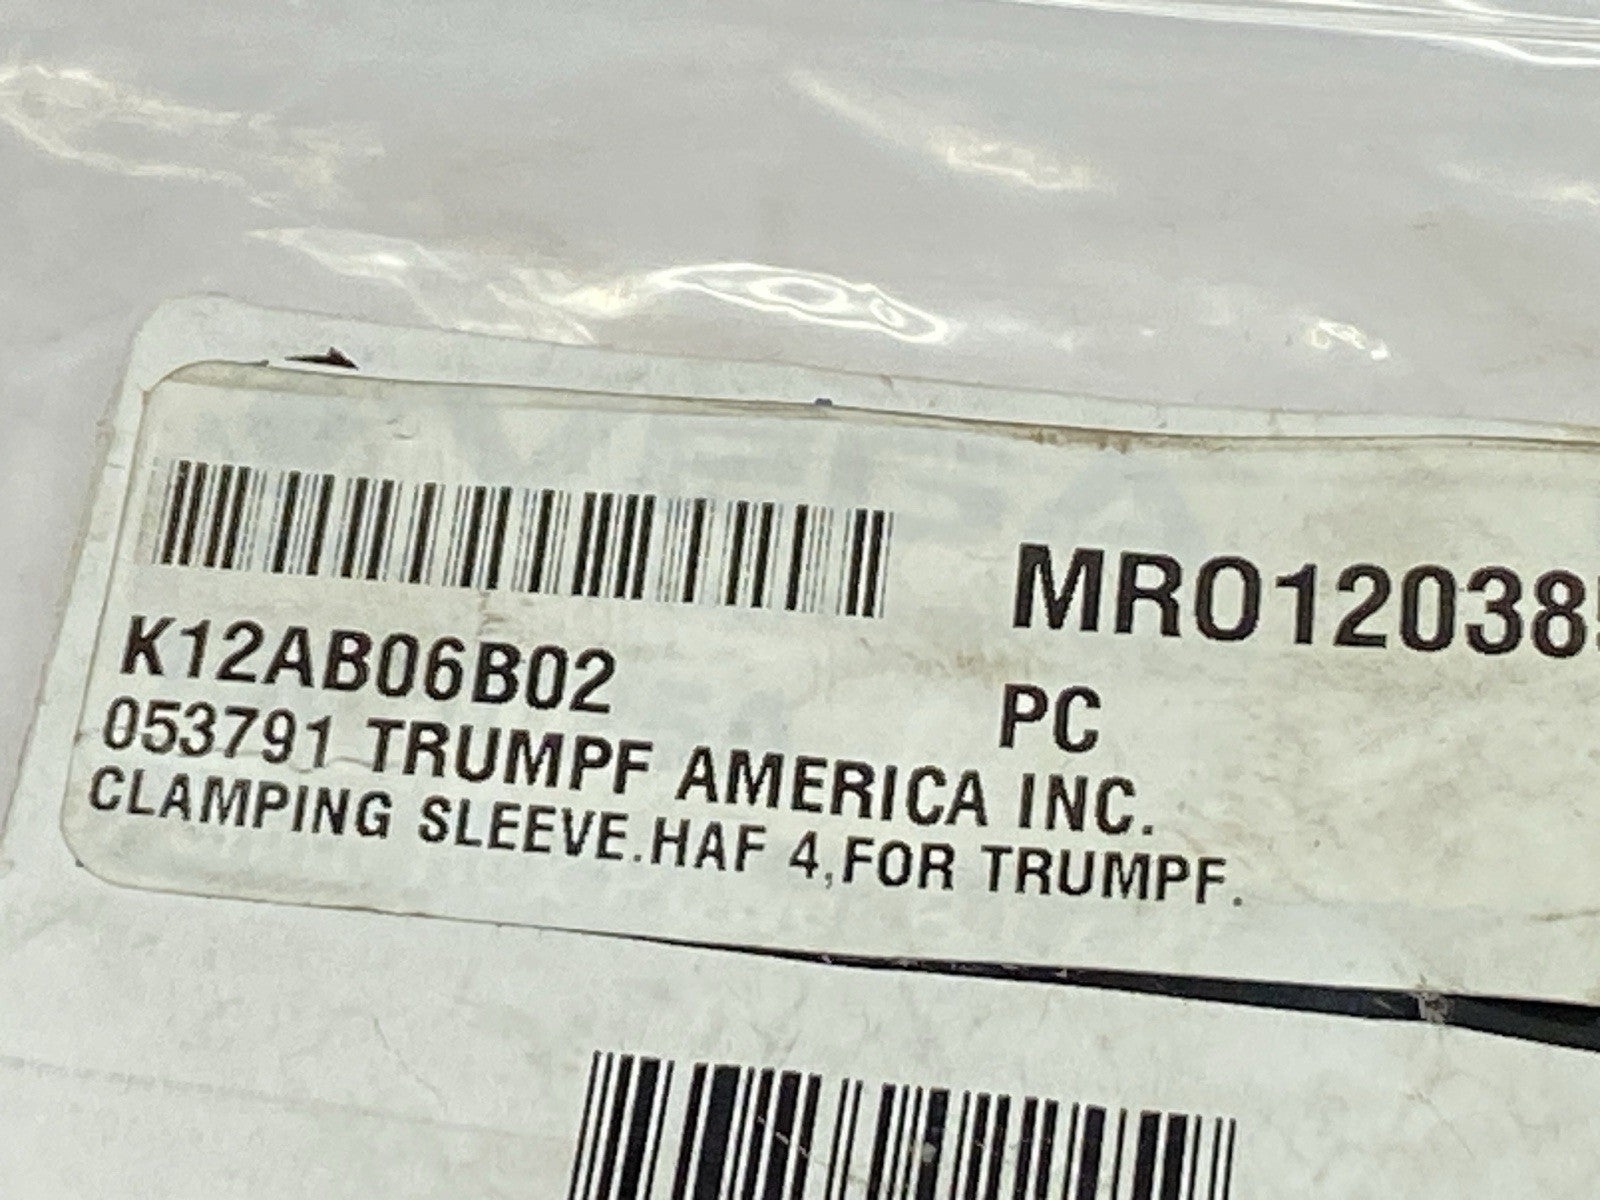 MRO12038
K12AB06B02 PC
053791 TRUMPF AMERICA INC.
CLAMPING SLEEVE.HAF 4,FOR TRUMPF.